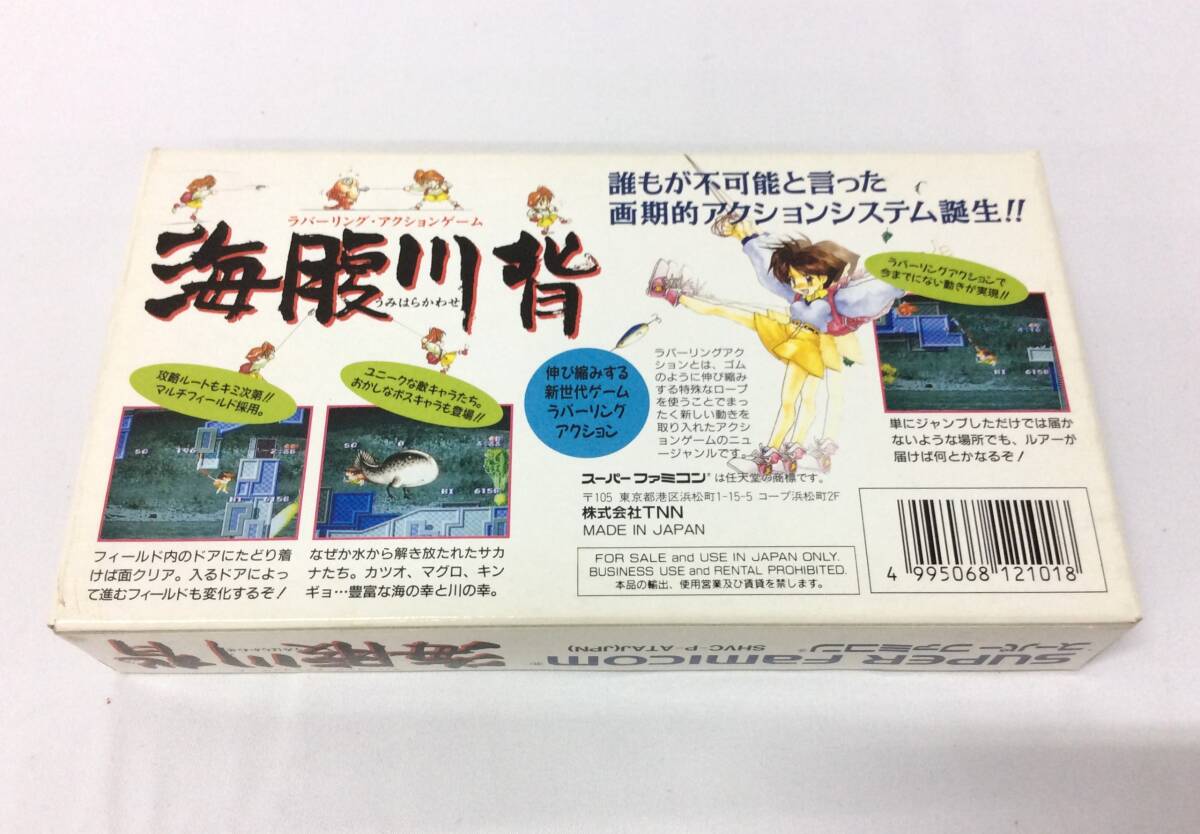 誰もが不可能と言った
画期的アクションシステム誕生!!
ラバーリング・アクションゲーム
海腹川背
うみはらかわせ
攻略ルートもキミ次第!!
マルチフィールド採用。
ユニークな敵キャラたち。
おかしなボスキャラも登場!!
伸び縮みする
新世代ゲーム
ラバーリング
アクション
ラバーリングアク
ションとは、ゴム
のように伸び縮み
する特殊なロープ
を使うことでまっ
たく新しい動きを
取り入れたアクシ
ョンゲームのニュ
ージャンルです。
ラバーリングアクションで
今までにない動きが実現!!
単にジャンプしただけでは届か
ないような場所でも、ルアーが
届けば何とかなるぞ!
フィールド内のドアにたどり着
けば面クリア。入るドアによっ
て進むフィールドも変化するぞ!
なぜか水から解き放たれたサカ
ナたち。カツオ、マグロ、キン
ギョ…豊富な海の幸と川の幸。
スーパーファミコン®は任天堂の商標です。
〒105 東京都港区浜松町1-15-5 コープ浜松町2F
株式会社TNN
MADE IN JAPAN
FOR SALE and USE IN JAPAN ONLY.
BUSINESS USE and RENTAL PROHIBITED.
本品の輸出、使用営業及び賃貸を禁じます。
4 995068 121018
海腹川背
うみはらかわせ
SUPER Famicom®
スーパーファミコン®
SHVC-P-ATAJ(JPN)